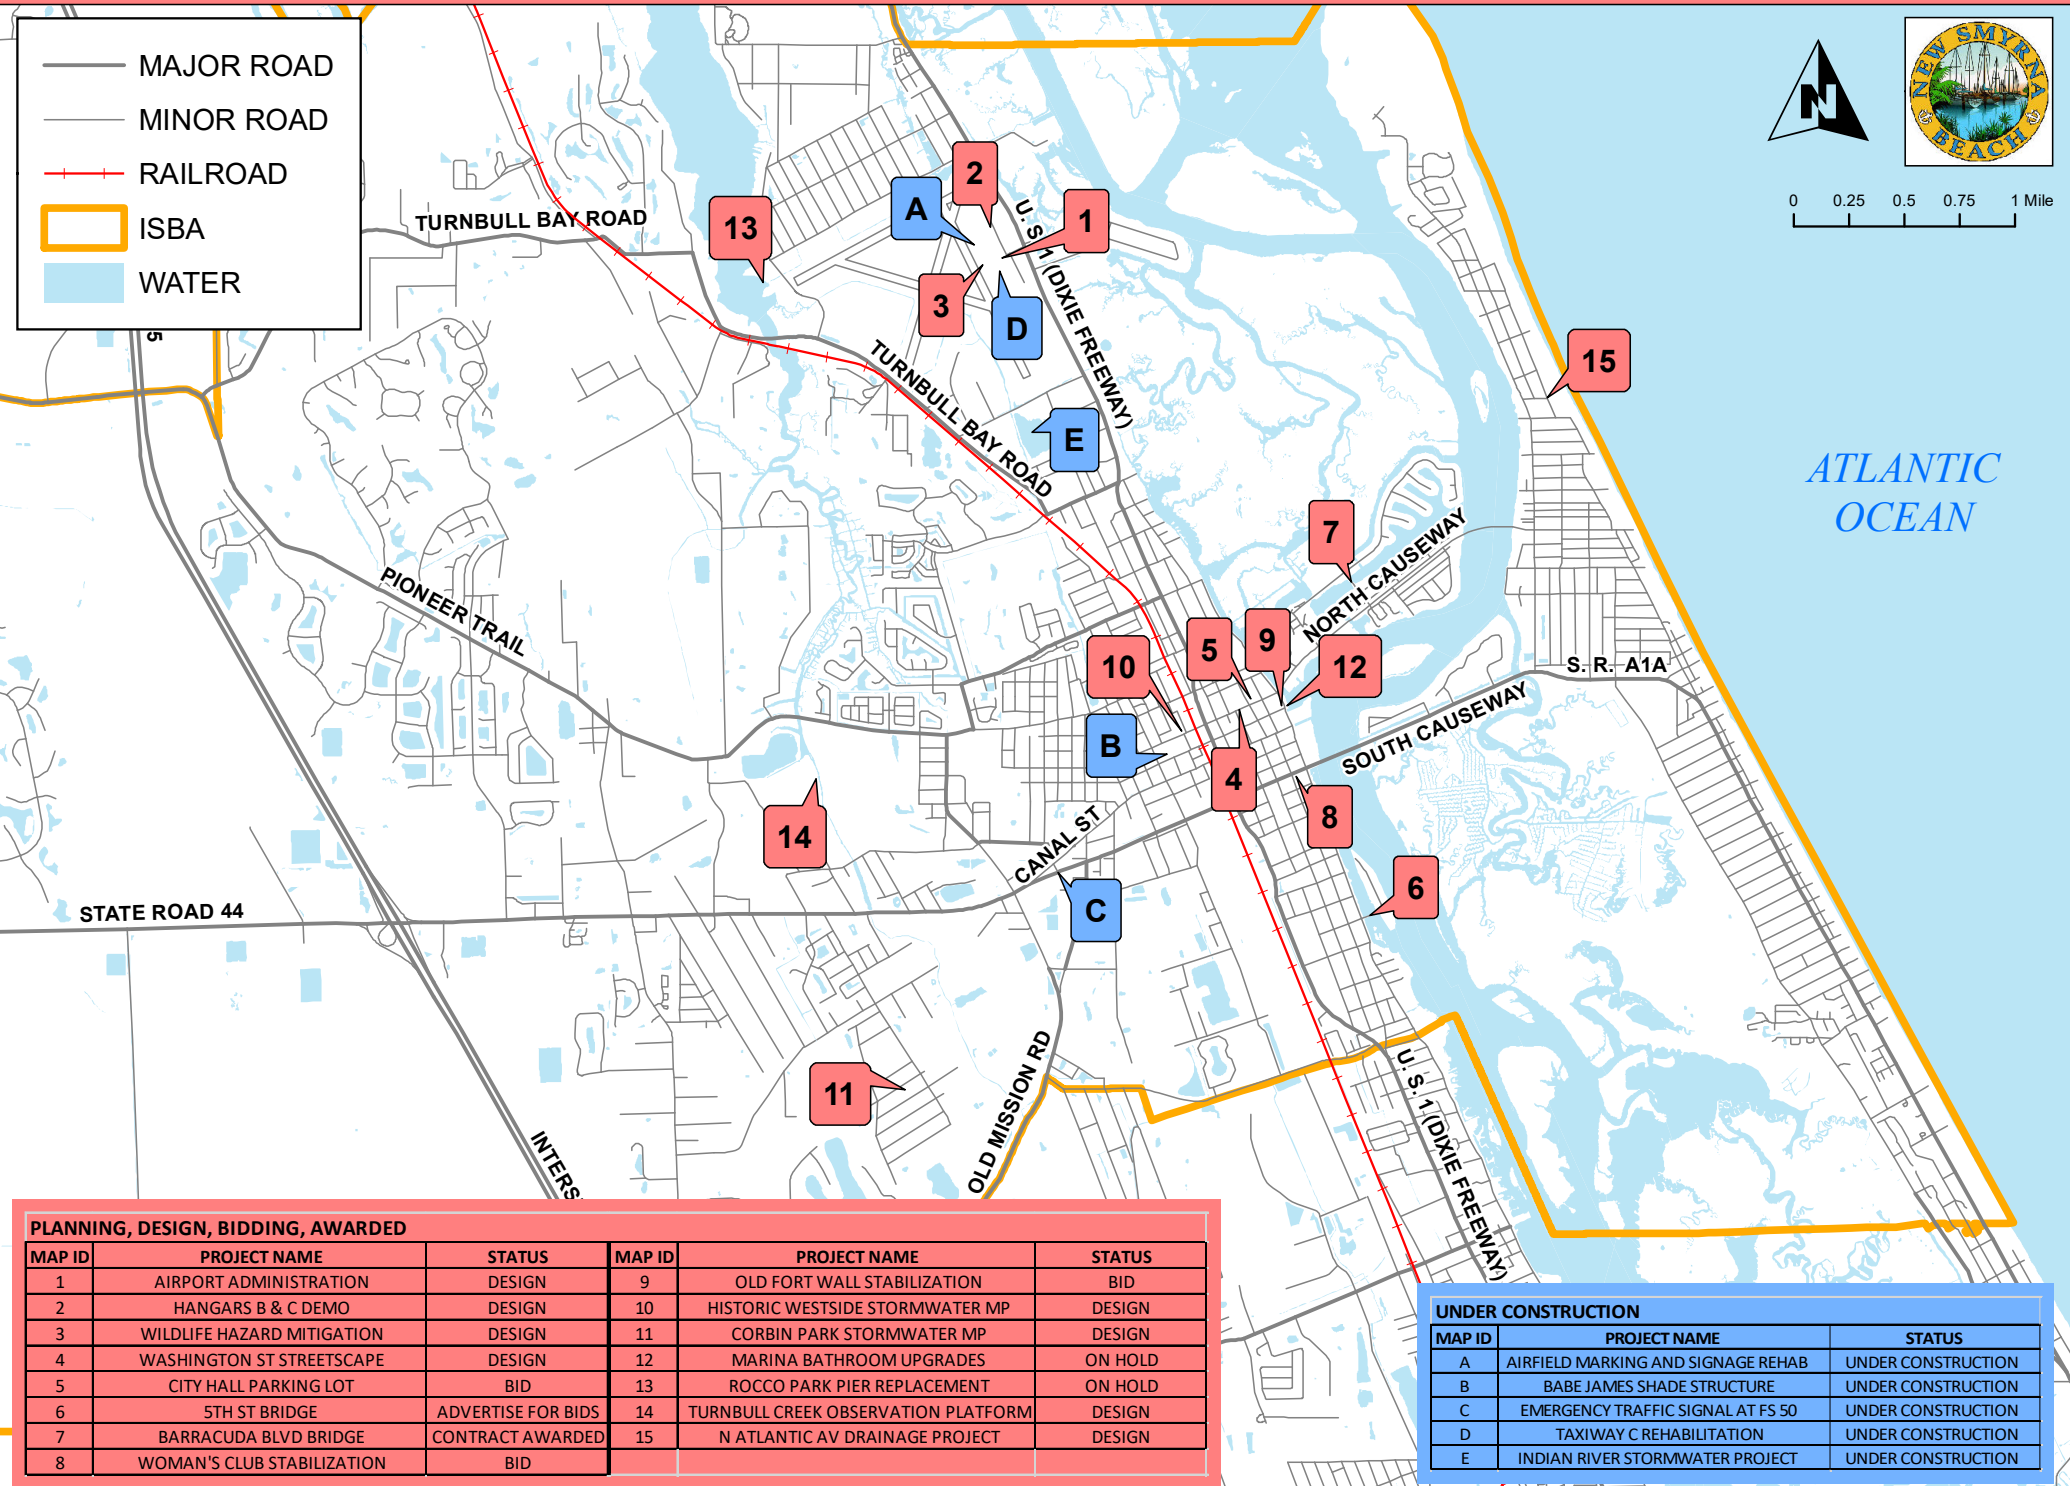 MAJOR ROAD
MINOR ROAD
RAILROAD
ISBA
WATER
N
NEW SMYRNA
BEACH
0 0.25 0.5 0.75 1 Mile
TURNBULL BAY ROAD
13
A
2
1
3
D
U. S. 1 (DIXIE FREEWAY)
5
15
TURNBULL BAY ROAD
E
ATLANTIC
OCEAN
7
NORTH CAUSEWAY
PIONEER TRAIL
5
9
10
12
S. R. A1A
B
4
SOUTH CAUSEWAY
8
14
CANAL ST
6
C
STATE ROAD 44
11
OLD MISSION RD
U. S. 1 (DIXIE FREEWAY)
INTERS
PLANNING, DESIGN, BIDDING, AWARDED
MAP ID PROJECT NAME STATUS MAP ID PROJECT NAME STATUS
1 AIRPORT ADMINISTRATION DESIGN 9 OLD FORT WALL STABILIZATION BID
2 HANGARS B & C DEMO DESIGN 10 HISTORIC WESTSIDE STORMWATER MP DESIGN
3 WILDLIFE HAZARD MITIGATION DESIGN 11 CORBIN PARK STORMWATER MP DESIGN
4 WASHINGTON ST STREETSCAPE DESIGN 12 MARINA BATHROOM UPGRADES ON HOLD
5 CITY HALL PARKING LOT BID 13 ROCCO PARK PIER REPLACEMENT ON HOLD
6 5TH ST BRIDGE ADVERTISE FOR BIDS 14 TURNBULL CREEK OBSERVATION PLATFORM DESIGN
7 BARRACUDA BLVD BRIDGE CONTRACT AWARDED 15 N ATLANTIC AV DRAINAGE PROJECT DESIGN
8 WOMAN'S CLUB STABILIZATION BID
UNDER CONSTRUCTION
MAP ID PROJECT NAME STATUS
A AIRFIELD MARKING AND SIGNAGE REHAB UNDER CONSTRUCTION
B BABE JAMES SHADE STRUCTURE UNDER CONSTRUCTION
C EMERGENCY TRAFFIC SIGNAL AT FS 50 UNDER CONSTRUCTION
D TAXIWAY C REHABILITATION UNDER CONSTRUCTION
E INDIAN RIVER STORMWATER PROJECT UNDER CONSTRUCTION